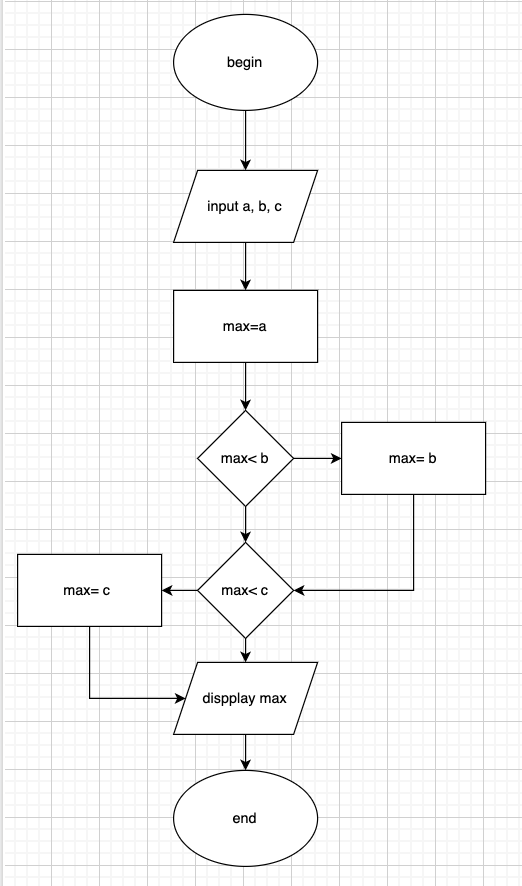 begin
input a, b, c
max=a
max< b
max= b
max= c
max< c
dispplay max
end